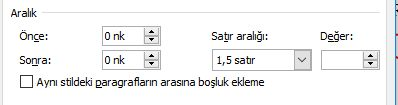 Aralık
Önce: 0 nk Satır aralığı: Değer:
Sonra: 0 nk 1,5 satır
Aynı stildeki paragrafların arasına boşluk ekleme